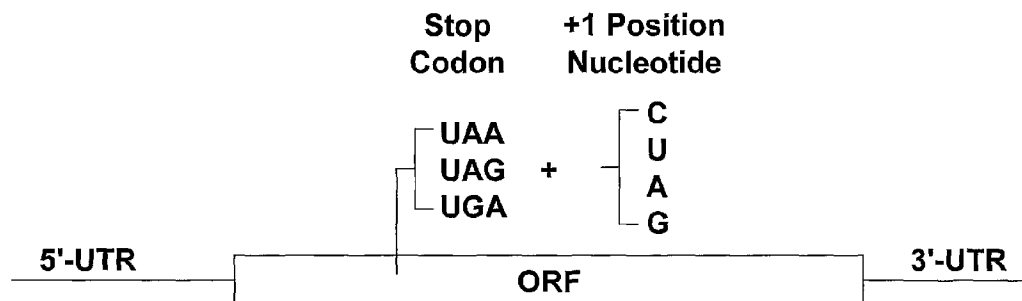 Stop
Codon
+1 Position
Nucleotide
UAA
UAG
UGA
+
C
U
A
G
5'-UTR
ORF
3'-UTR